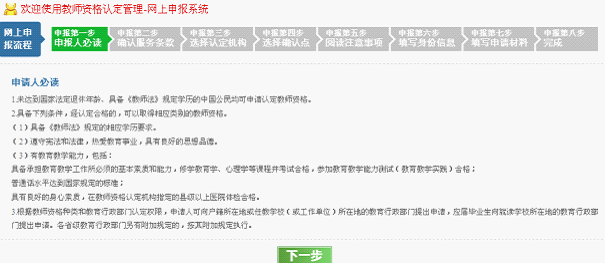 欢迎使用教师资格认定管理-网上申报系统
网上申报流程
申报第一步 申报人必读
申报第二步 确认服务条款
申报第三步 选择认定机构
申报第四步 选择确认点
申报第五步 阅读注意事项
申报第六步 填写身份信息
申报第七步 填写申请材料
申报第八步 完成
申请人必读
1.未达到国家法定退休年龄、具备《教师法》规定学历的中国公民均可申请认定教师资格。
2.具备下列条件,经认定合格的,可以取得相应类别的教师资格。
(1)具备《教师法》规定的相应学历要求。
(2)遵守宪法和法律,热爱教育事业,具有良好的思想品德。
(3)有教育教学能力,包括:
具备承担教育教学工作所必须的基本素质和能力,修学教育学、心理学等课程并考试合格,参加教育教学能力测试(教育教学实践)合格;
普通话水平达到国家规定的标准;
具有良好的身心素质,在教师资格认定机构指定的县级以上医院体检合格。
3.根据教师资格种类和教育行政部门认定权限,申请人可向户籍所在地或任教学校(或工作单位)所在地的教育行政部门提出申请,应届毕业生向就读学校所在地的教育行政部
门提出申请。各省级教育行政部门另有附加规定的,按其附加规定执行。
下一步